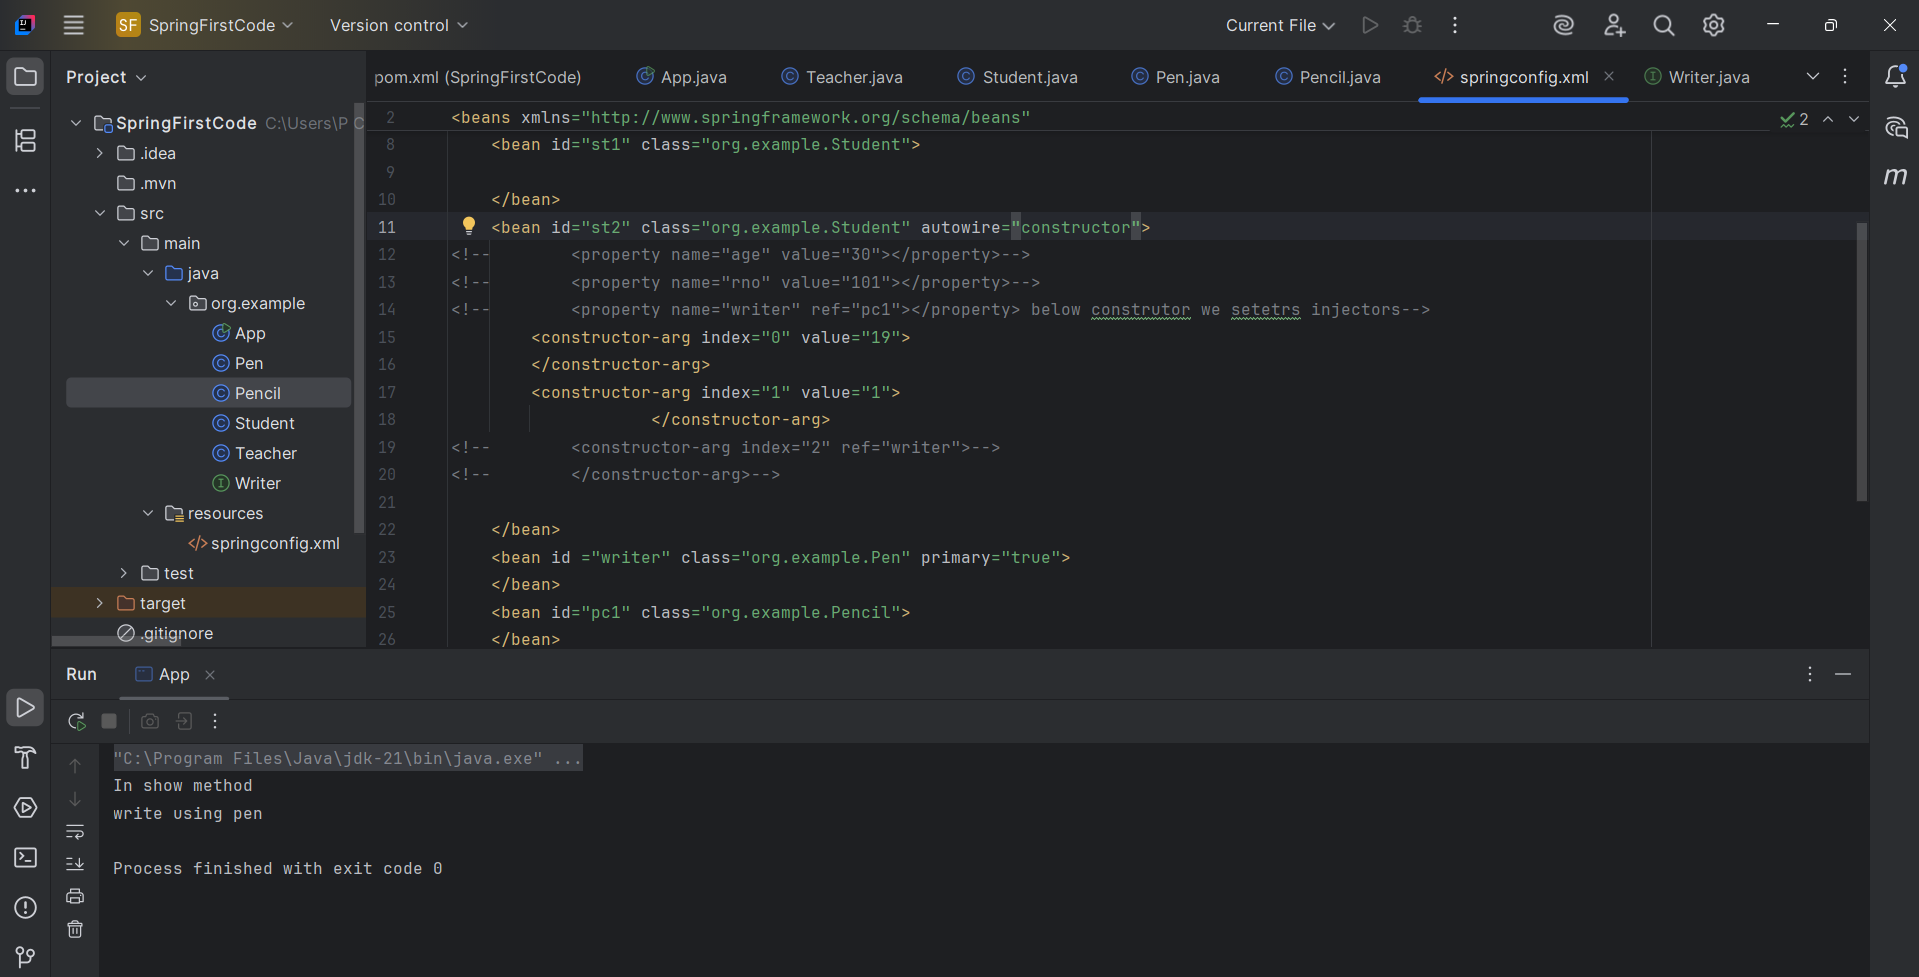 SF SpringFirstCode Version control Current File
Project
pom.xml (SpringFirstCode) App.java Teacher.java Student.java Pen.java Pencil.java springconfig.xml Writer.java
SpringFirstCode C:\Users\P C
.idea
.mvn
src
main
java
org.example
App
Pen
Pencil
Student
Teacher
Writer
resources
springconfig.xml
test
target
.gitignore
2 <beans xmlns="http://www.springframework.org/schema/beans" 2
8 <bean id="st1" class="org.example.Student">
9
10 </bean>
11 <bean id="st2" class="org.example.Student" autowire="constructor">
12 <!-- <property name="age" value="30"></property>-->
13 <!-- <property name="rno" value="101"></property>-->
14 <!-- <property name="writer" ref="pc1"></property> below construtor we setetrs injectors-->
15 <constructor-arg index="0" value="19">
16 </constructor-arg>
17 <constructor-arg index="1" value="1">
18 </constructor-arg>
19 <!-- <constructor-arg index="2" ref="writer">-->
20 <!-- </constructor-arg>-->
21
22 </bean>
23 <bean id ="writer" class="org.example.Pen" primary="true">
24 </bean>
25 <bean id="pc1" class="org.example.Pencil">
26 </bean>
m
Run App
"C:\Program Files\Java\jdk-21\bin\java.exe" ...
In show method
write using pen
Process finished with exit code 0